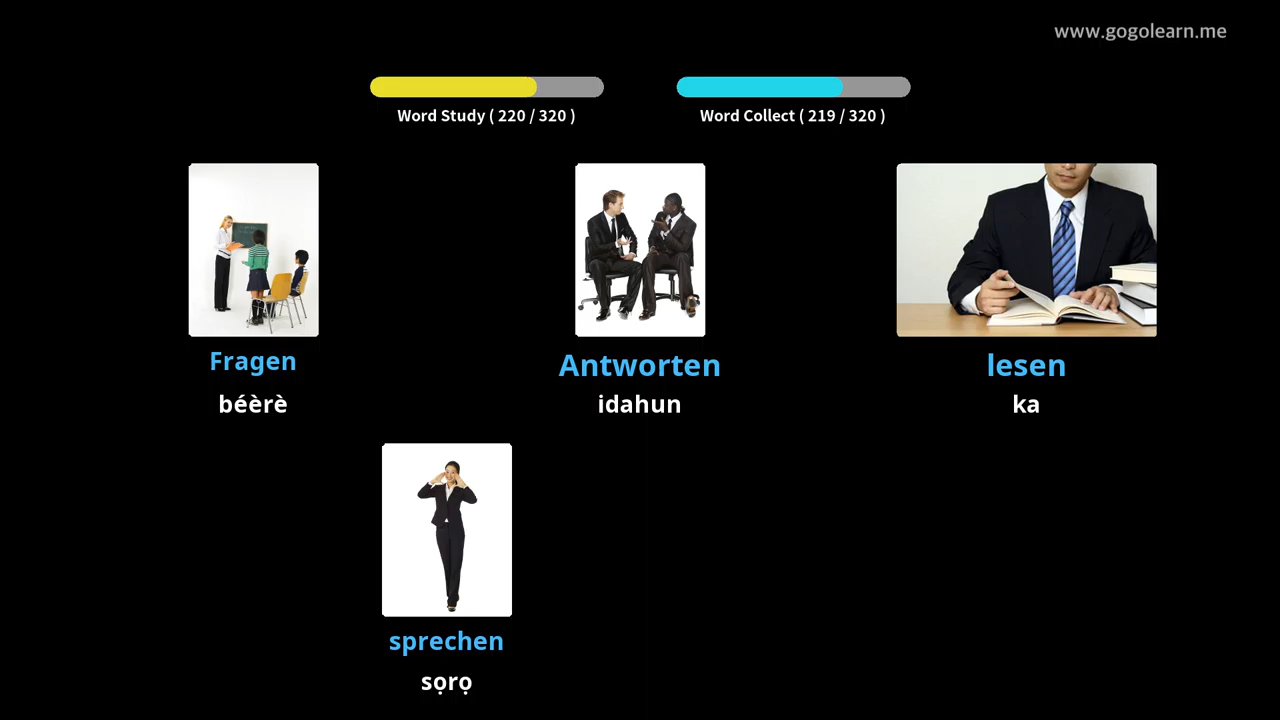 www.gogolearn.me
Word Study ( 220 / 320 )
Word Collect ( 219 / 320 )
Fragen
béèrè
Antworten
idahun
lesen
ka
sprechen
sọrọ